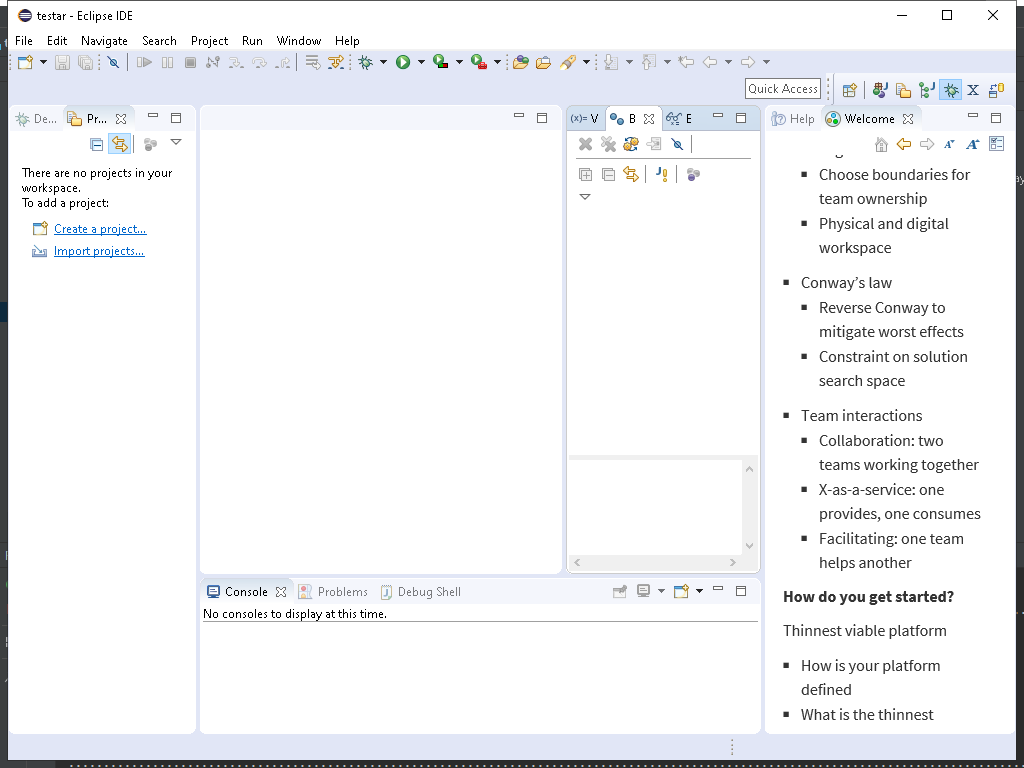 testar - Eclipse IDE
File Edit Navigate Search Project Run Window Help
Quick Access
De...
Pr...
There are no projects in your
workspace.
To add a project:
Create a project...
Import projects...
(x)= V
B
E
Help
Welcome
Choose boundaries for
team ownership
Physical and digital
workspace
Conway’s law
Reverse Conway to
mitigate worst effects
Constraint on solution
search space
Team interactions
Collaboration: two
teams working together
X-as-a-service: one
provides, one consumes
Facilitating: one team
helps another
How do you get started?
Thinnest viable platform
How is your platform
defined
What is the thinnest
Console
Problems
Debug Shell
No consoles to display at this time.